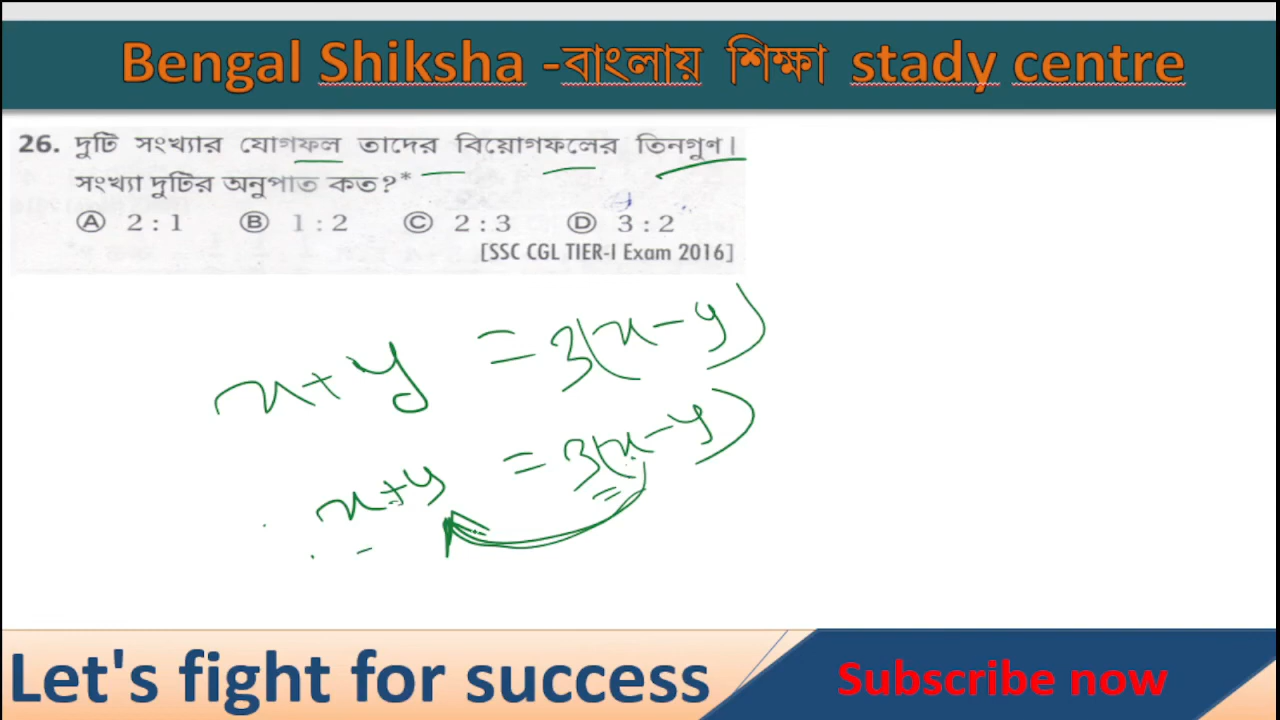 Bengal Shiksha -বাংলায় শিক্ষা stady centre
26. দুটি সংখ্যার যোগফল তাদের বিয়োগফলের তিনগুণ।
সংখ্যা দুটির অনুপাত কত?*
Ⓐ 2 : 1 Ⓑ 1 : 2 Ⓒ 2 : 3 Ⓓ 3 : 2
[SSC CGL TIER-I Exam 2016]
x+y = 3(x-y)
x+y = 3(x-y)
Let's fight for success
Subscribe now